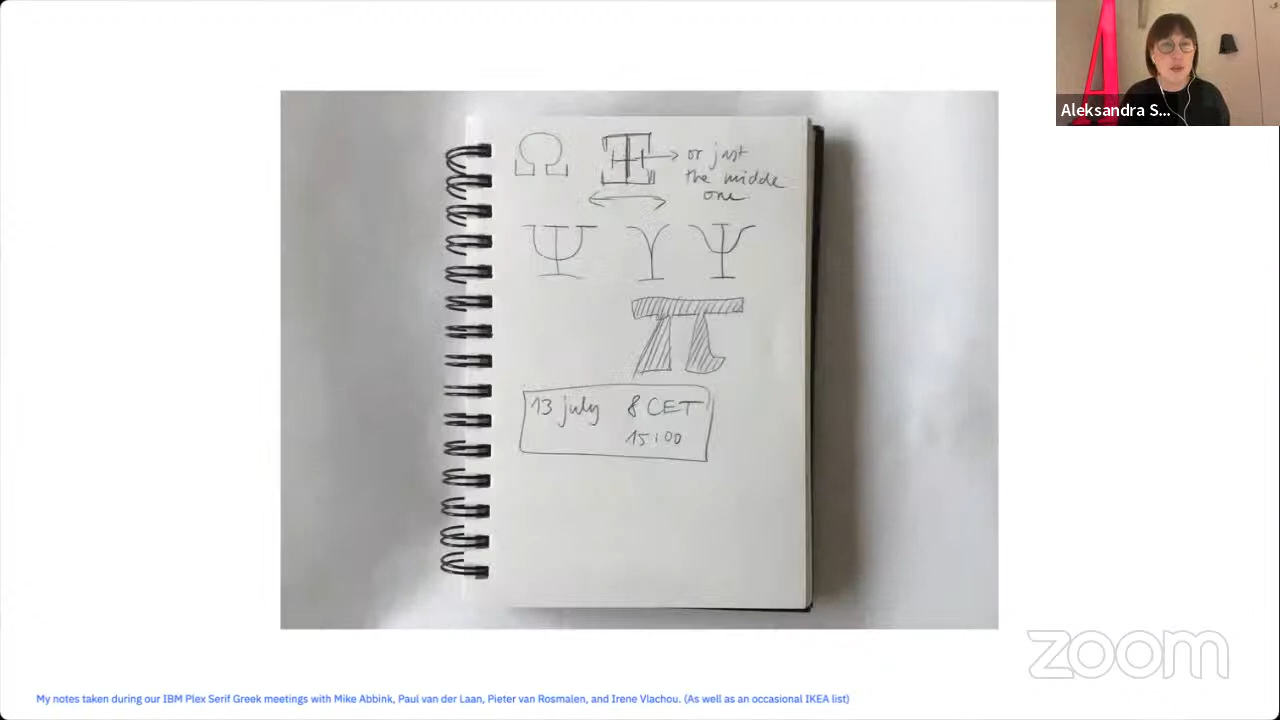 Aleksandra S...
Ω
or just
the middle
one
Ψ Υ Ψ
π
13 july 8 CET
15:00
zoom
My notes taken during our IBM Plex Serif Greek meetings with Mike Abbink, Paul van der Laan, Pieter van Rosmalen, and Irene Vlachou. (As well as an occasional IKEA list)